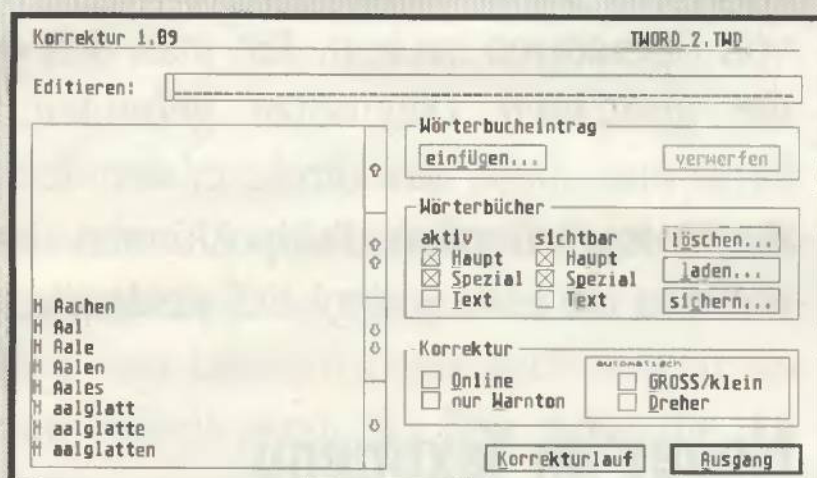 Korrektur 1.09 TWORD_2.TWD
Editieren:
Wörterbucheintrag
einfügen... verwerfen
Wörterbücher
aktiv sichtbar löschen...
Haupt Haupt
Spezial Spezial laden...
Text Text sichern...
H Aachen
H Aal
H Aale
H Aalen
H Aales
H aalglatt
H aalglatte
H aalglatten
Korrektur automatisch
Online GROSS/klein
nur Warnton Dreher
Korrekturlauf Ausgang